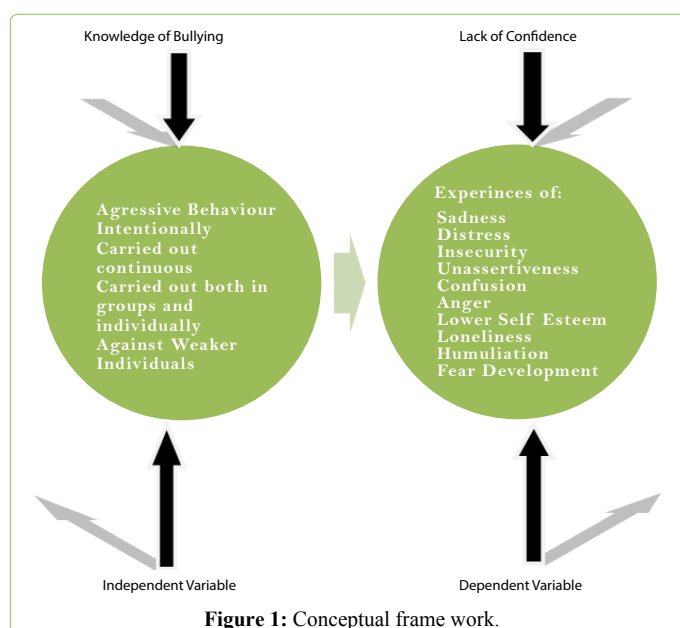 Knowledge of Bullying
Lack of Confidence
Agressive Behaviour
Intentionally
Carried out
continuous
Carried out both in
groups and
individually
Against Weaker
Individuals
Experinces of:
Sadness
Distress
Insecurity
Unassertiveness
Confusion
Anger
Lower Self Esteem
Loneliness
Humuliation
Fear Development
Independent Variable
Dependent Variable
Figure 1: Conceptual frame work.